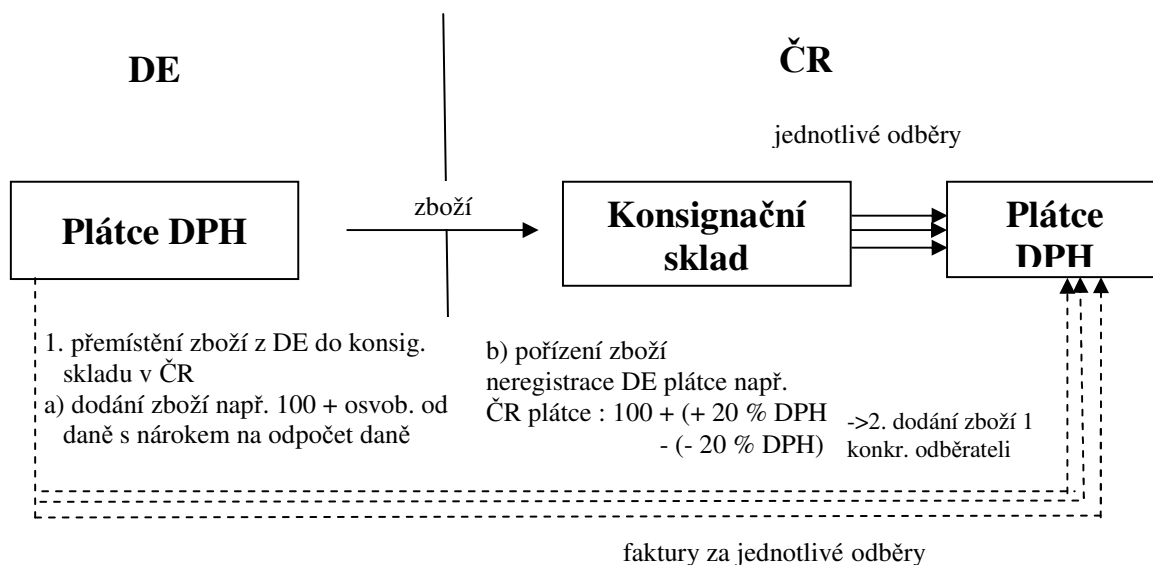 DE
ČR
jednotlivé odběry
Plátce DPH
zboží
Konsignační
sklad
Plátce
DPH
1. přemístění zboží z DE do konsig.
skladu v ČR
a) dodání zboží např. 100 + osvob. od
daně s nárokem na odpočet daně
b) pořízení zboží
neregistrace DE plátce např.
ČR plátce : 100 + (+ 20 % DPH
- (- 20 % DPH)
->2. dodání zboží 1
konkr. odběrateli
faktury za jednotlivé odběry